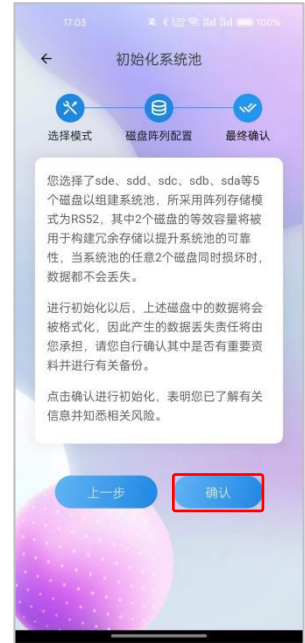 17:05
100%
初始化系统池
选择模式 磁盘阵列配置 最终确认
您选择了sde、sdd、sdc、sdb、sda等5
个磁盘以组建系统池，所采用阵列存储模
式为RS52，其中2个磁盘的等效容量将被
用于构建冗余存储以提升系统池的可靠
性，当系统池的任意2个磁盘同时损坏时，
数据都不会丢失。
进行初始化以后，上述磁盘中的数据将会
被格式化，因此产生的数据丢失责任将由
您承担，请您自行确认其中是否有重要资
料并进行有关备份。
点击确认进行初始化，表明您已了解有关
信息并知悉相关风险。
上一步 确认